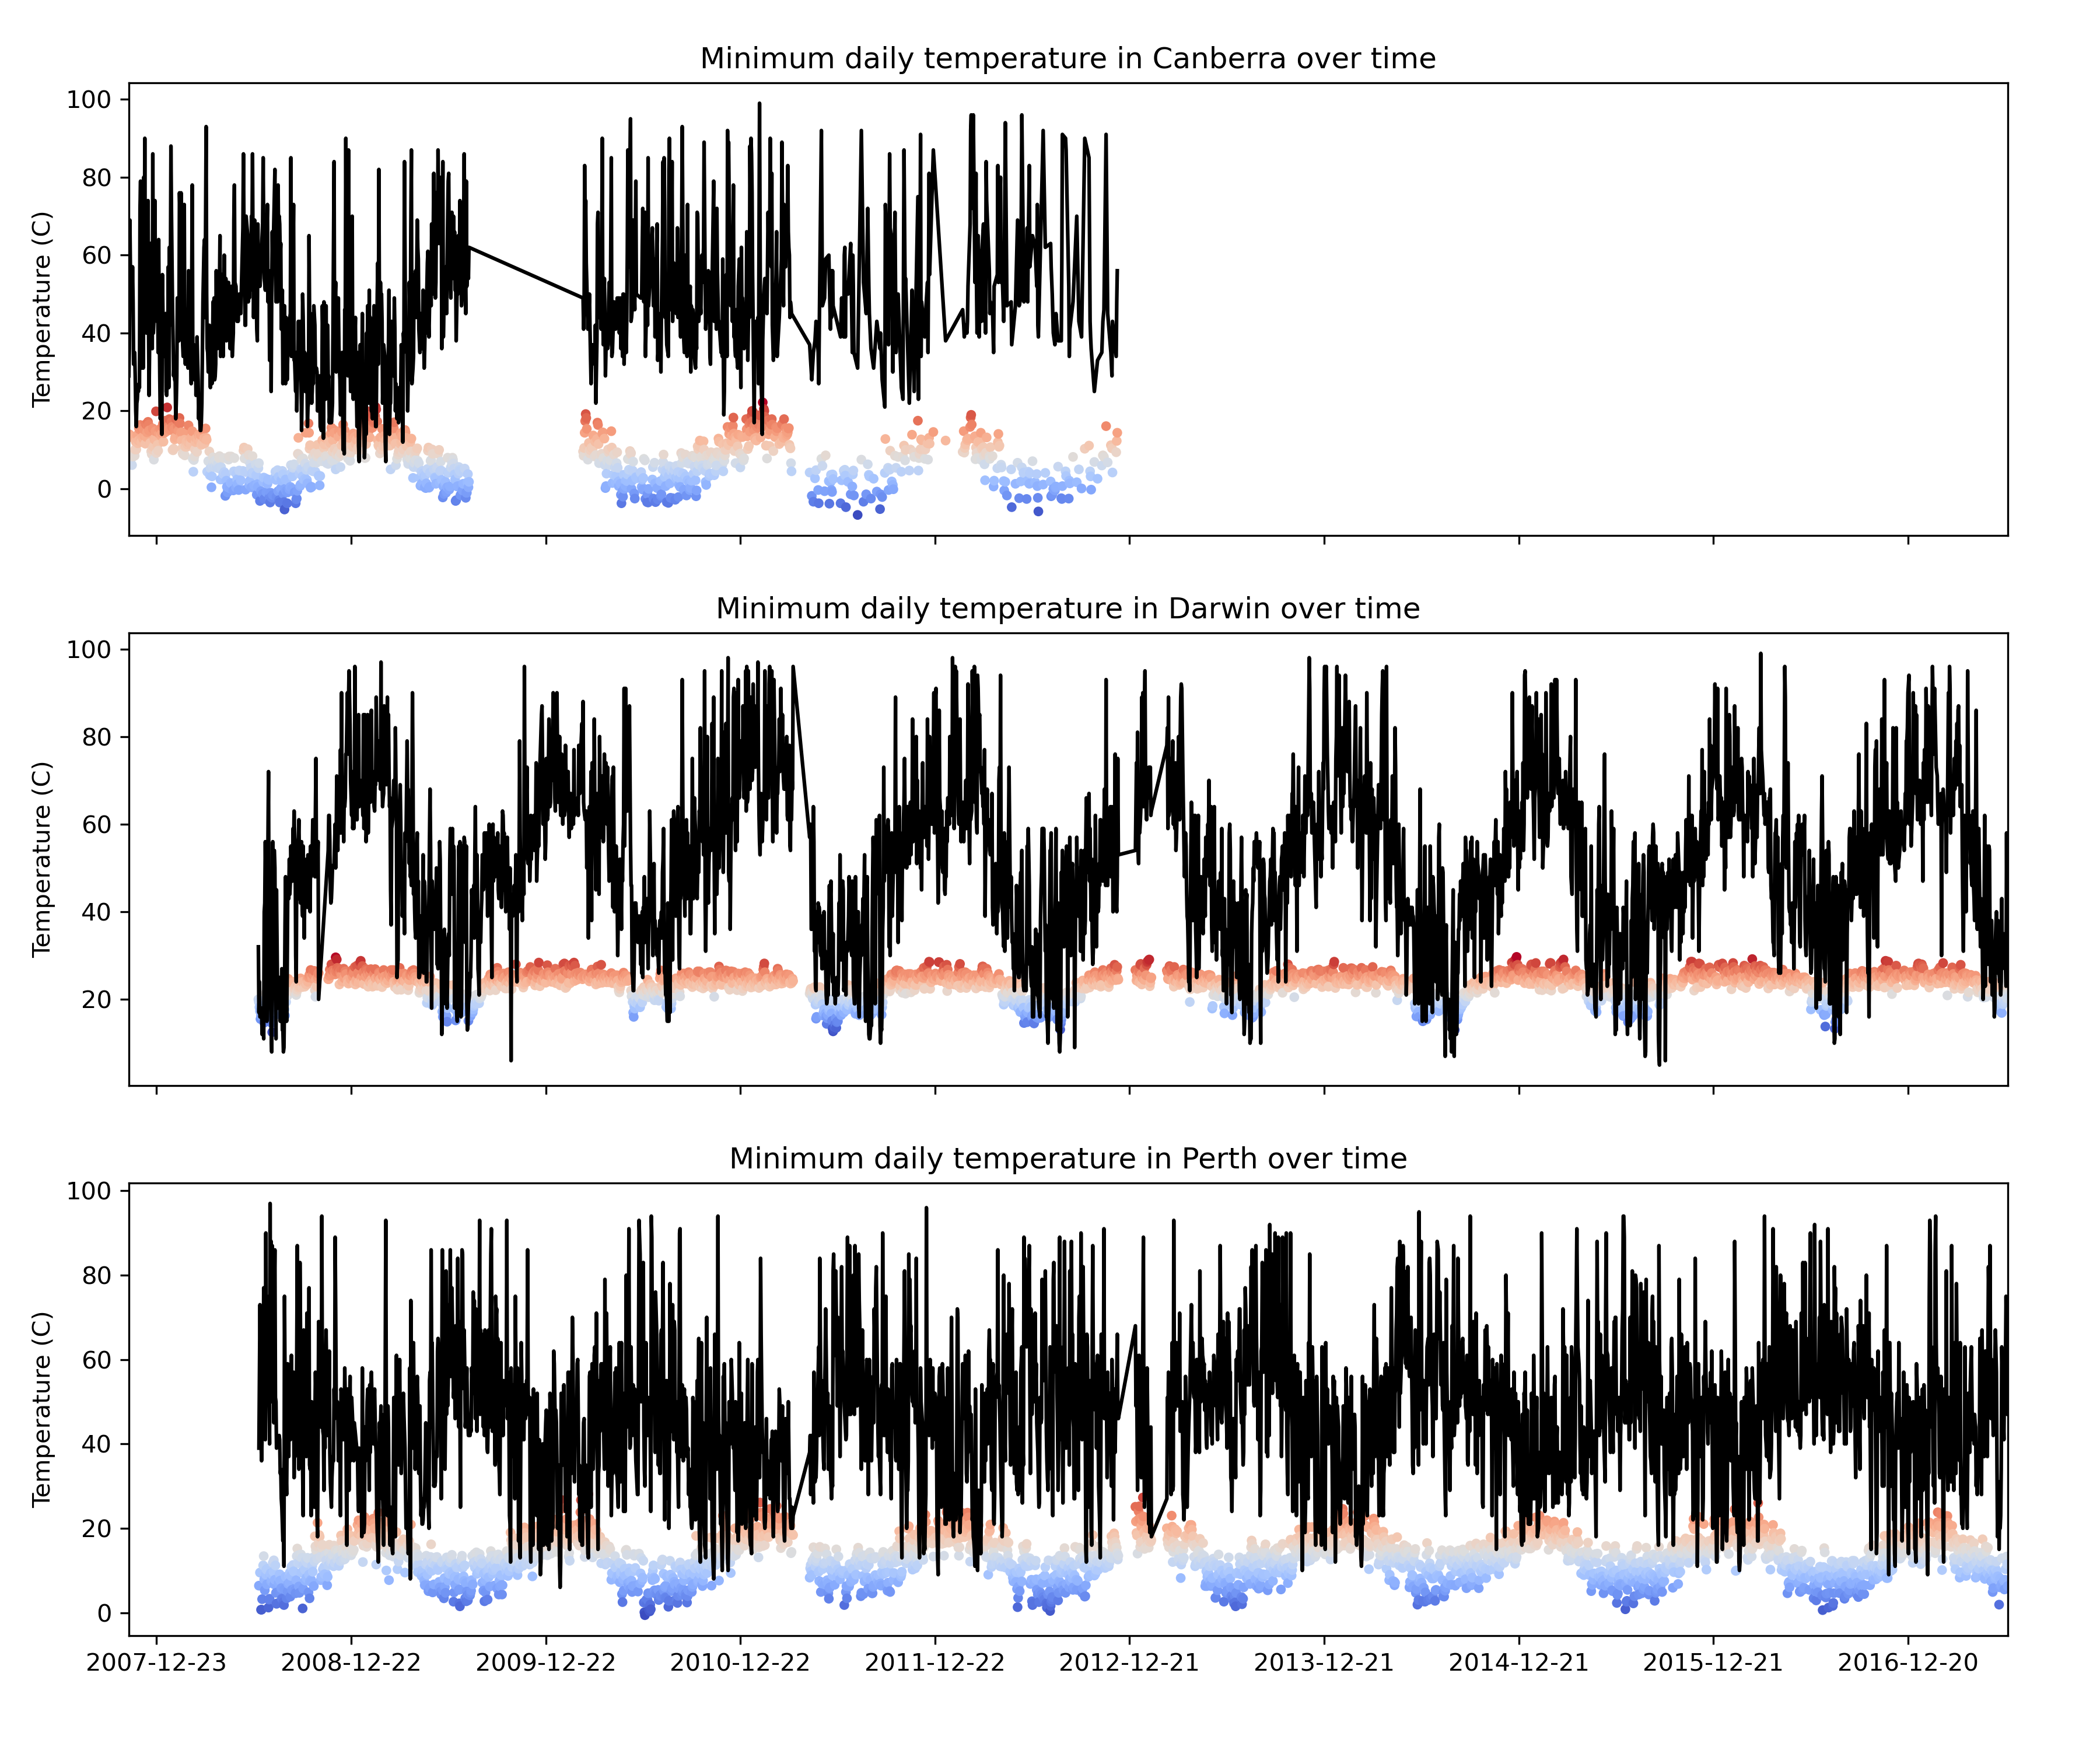 Minimum daily temperature in Canberra over time
100
80
60
40
20
0
Temperature (C)
Minimum daily temperature in Darwin over time
100
80
60
40
20
Temperature (C)
Minimum daily temperature in Perth over time
100
80
60
40
20
0
Temperature (C)
2007-12-23 2008-12-22 2009-12-22 2010-12-22 2011-12-22 2012-12-21 2013-12-21 2014-12-21 2015-12-21 2016-12-20